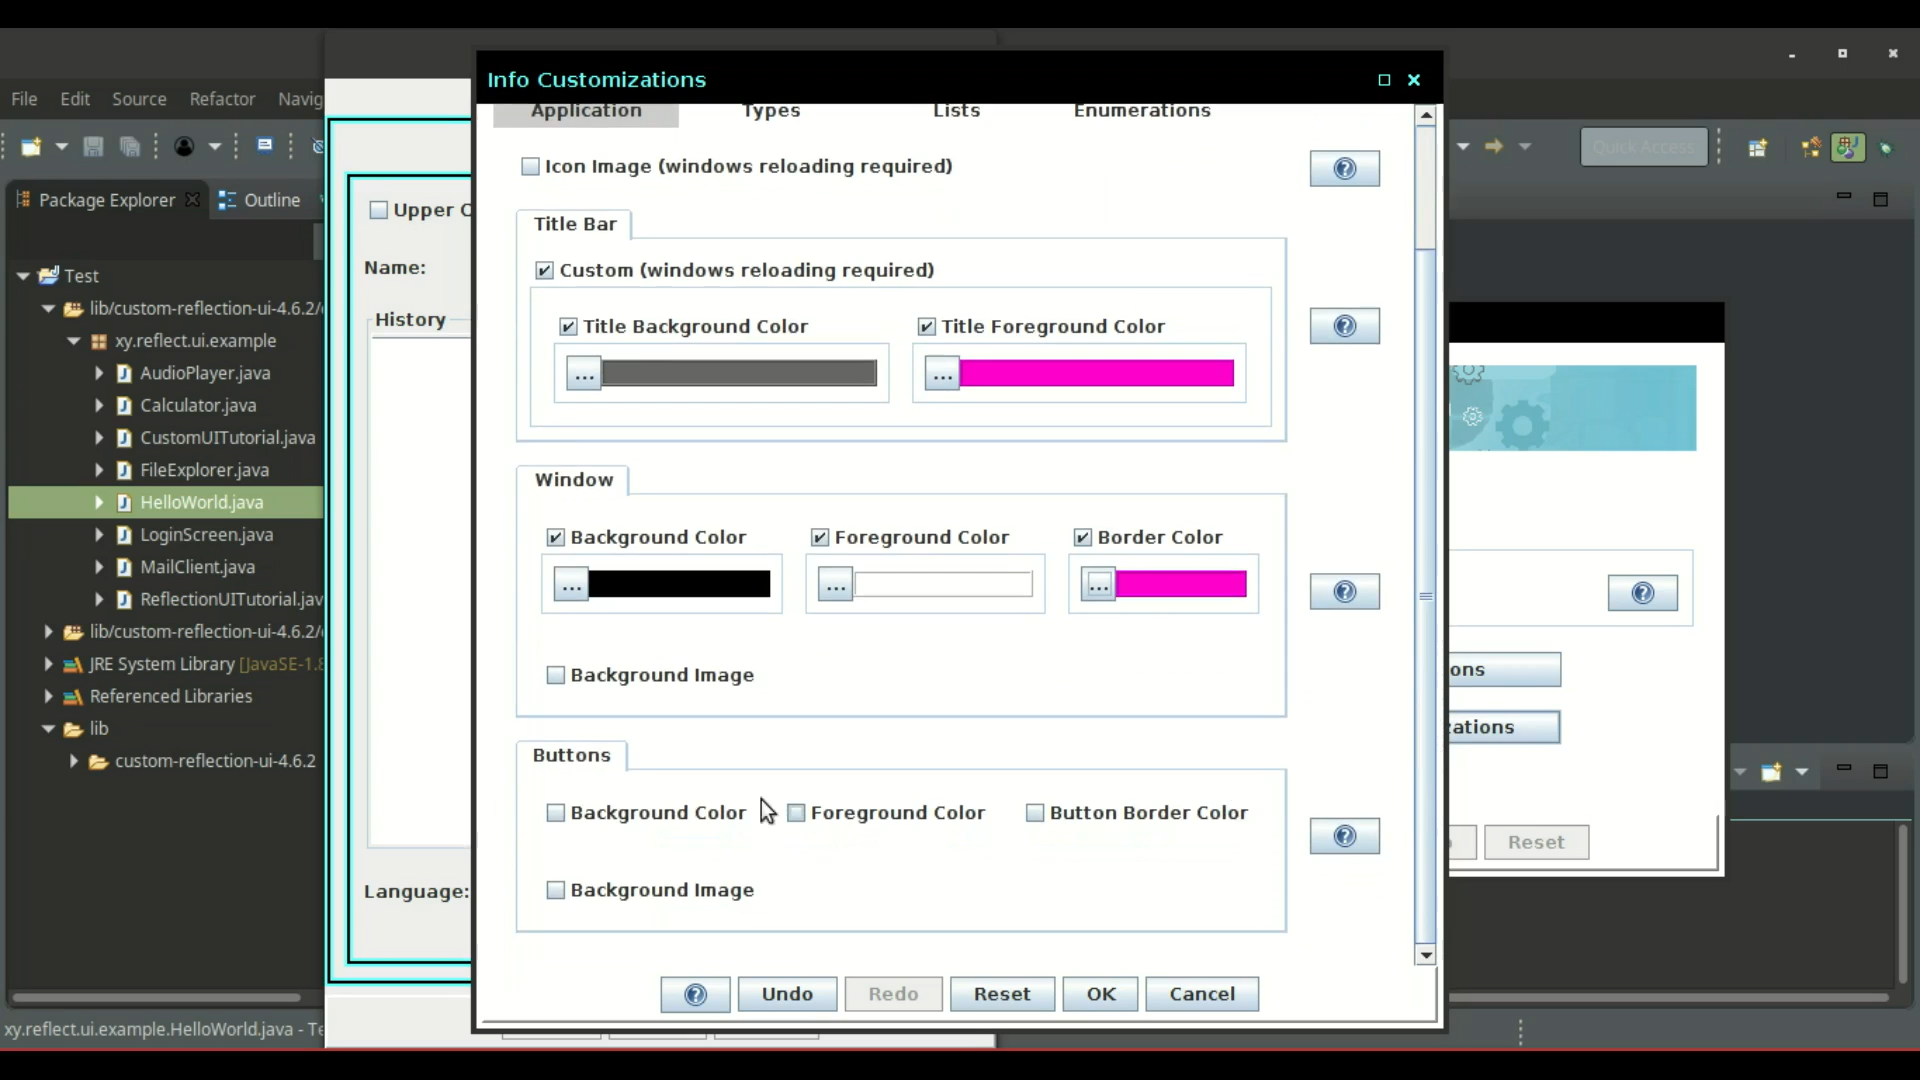 Info Customizations
File Edit Source Refactor Navig
Quick Access
Application Types Lists Enumerations
Icon Image (windows reloading required)
Package Explorer Outline
Upper C
Title Bar
Name:
Custom (windows reloading required)
Test
lib/custom-reflection-ui-4.6.2/
History
Title Background Color Title Foreground Color
xy.reflect.ui.example
... ...
AudioPlayer.java
Calculator.java
CustomUITutorial.java
FileExplorer.java
Window
HelloWorld.java
LoginScreen.java
Background Color Foreground Color Border Color
MailClient.java
... ... ...
ReflectionUITutorial.jav
lib/custom-reflection-ui-4.6.2/
JRE System Library [JavaSE-1.8
Background Image
ons
Referenced Libraries
lib
ations
Buttons
custom-reflection-ui-4.6.2
Background Color Foreground Color Button Border Color
Reset
Language:
Background Image
Undo Redo Reset OK Cancel
xy.reflect.ui.example.HelloWorld.java - Te